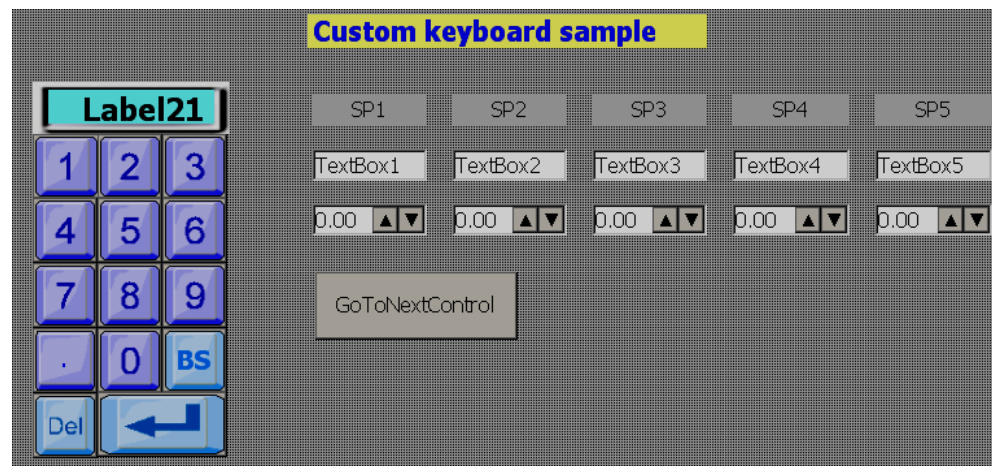 Custom keyboard sample
Label21
SP1 SP2 SP3 SP4 SP5
1 2 3
TextBox1 TextBox2 TextBox3 TextBox4 TextBox5
4 5 6
0.00 0.00 0.00 0.00 0.00
7 8 9
GoToNextControl
. 0 BS
Del